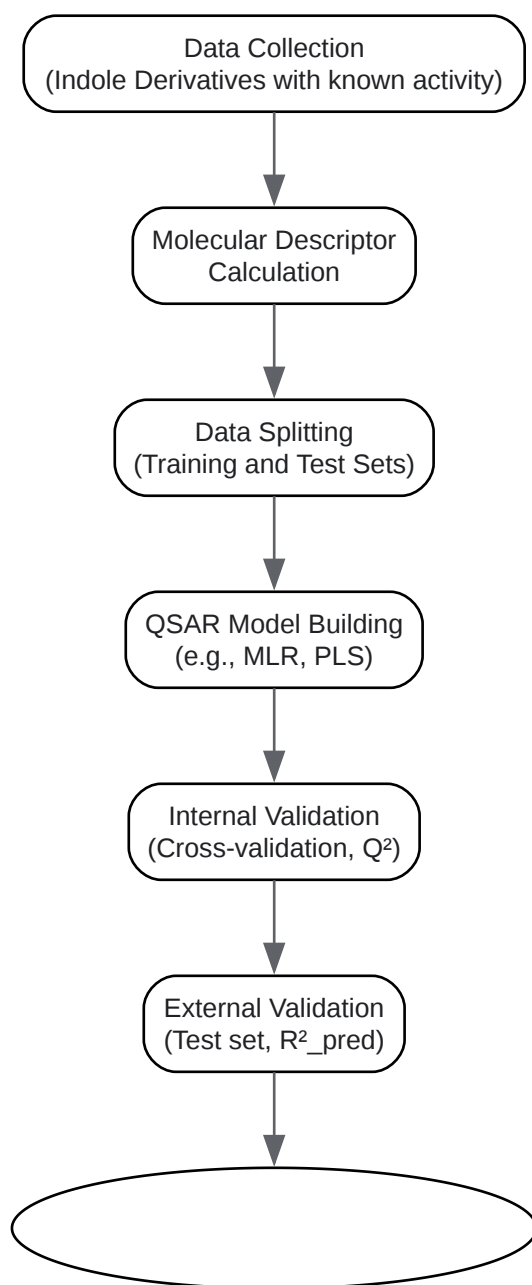 Data Collection
(Indole Derivatives with known activity)
Molecular Descriptor
Calculation
Data Splitting
(Training and Test Sets)
QSAR Model Building
(e.g., MLR, PLS)
Internal Validation
(Cross-validation, Q²)
External Validation
(Test set, R²_pred)